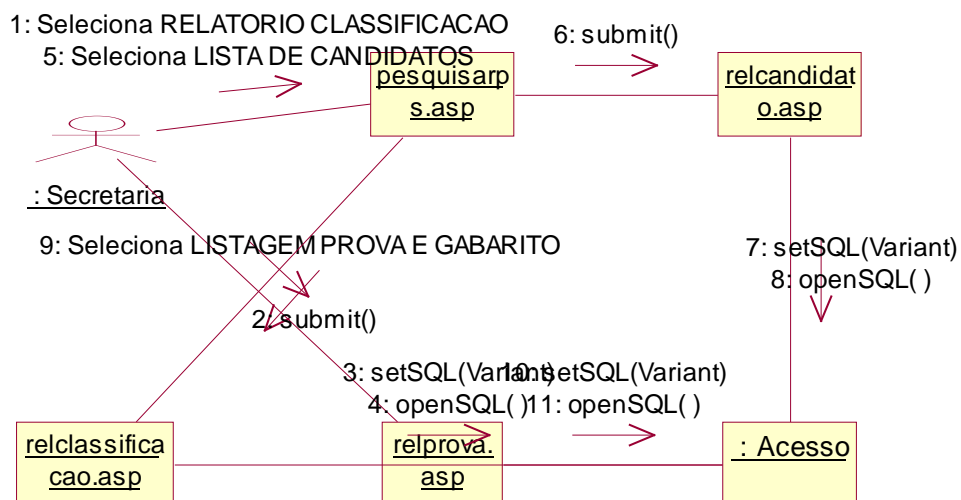 1: Seleciona RELATORIO CLASSIFICACAO
5: Seleciona LISTA DE CANDIDATOS
6: submit()
pesquisarp
s.asp
relcandidat
o.asp
: Secretaria
9: Seleciona LISTAGEM PROVA E GABARITO
7: setSQL(Variant)
8: openSQL( )
2: submit()
3: setSQL(Variant)
10: setSQL(Variant)
4: openSQL( )
11: openSQL( )
relclassifica
cao.asp
relprova.
asp
: Acesso